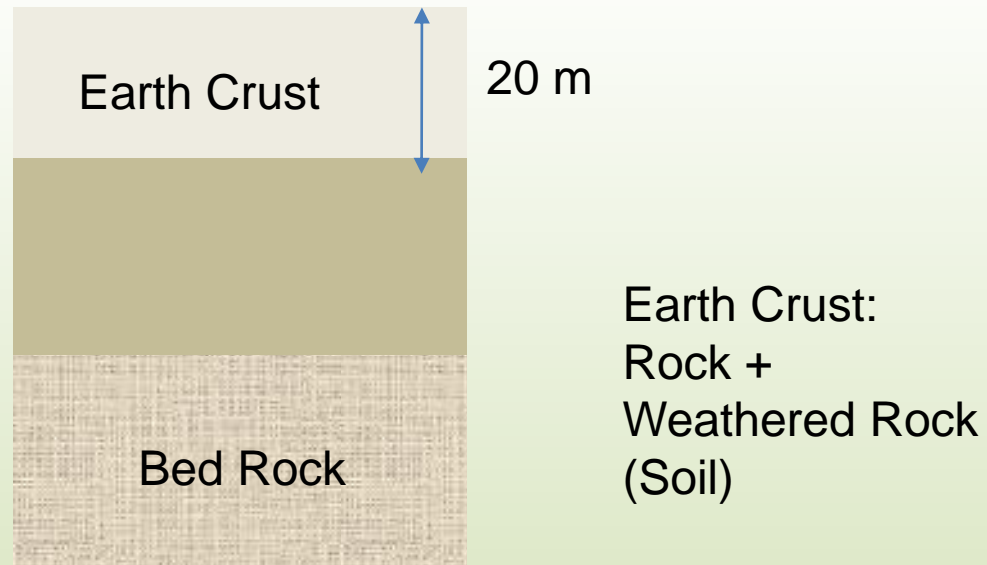 Earth Crust
20 m
Earth Crust:
Rock +
Weathered Rock
(Soil)
Bed Rock